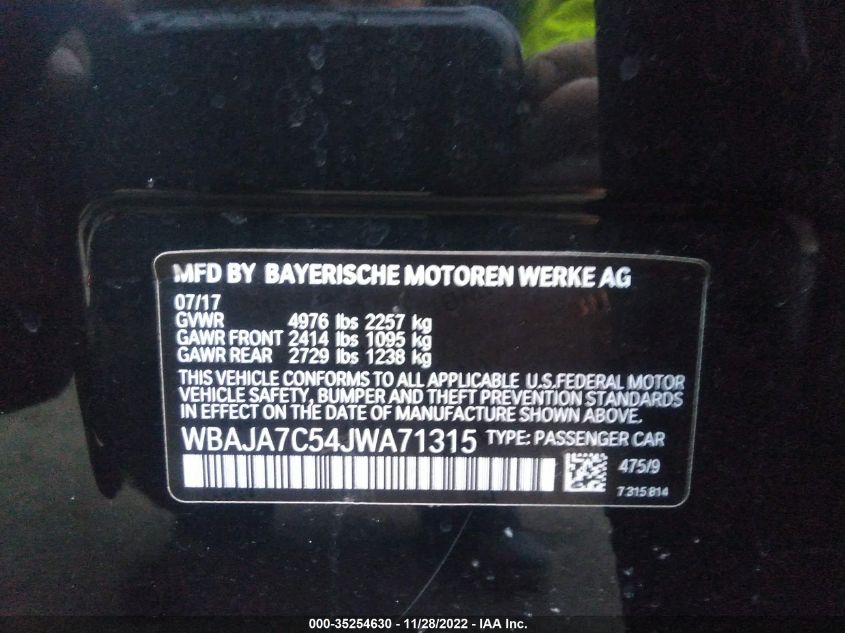 MFD BY BAYERISCHE MOTOREN WERKE AG
07/17
GVWR 4976 lbs 2257 kg
GAWR FRONT 2414 lbs 1095 kg
GAWR REAR 2729 lbs 1238 kg
THIS VEHICLE CONFORMS TO ALL APPLICABLE U.S.FEDERAL MOTOR
VEHICLE SAFETY, BUMPER AND THEFT PREVENTION STANDARDS
IN EFFECT ON THE DATE OF MANUFACTURE SHOWN ABOVE.
WBAJA7C54JWA71315 TYPE: PASSENGER CAR
475/9
7 315 814
000-35254630 - 11/28/2022 - IAA Inc.